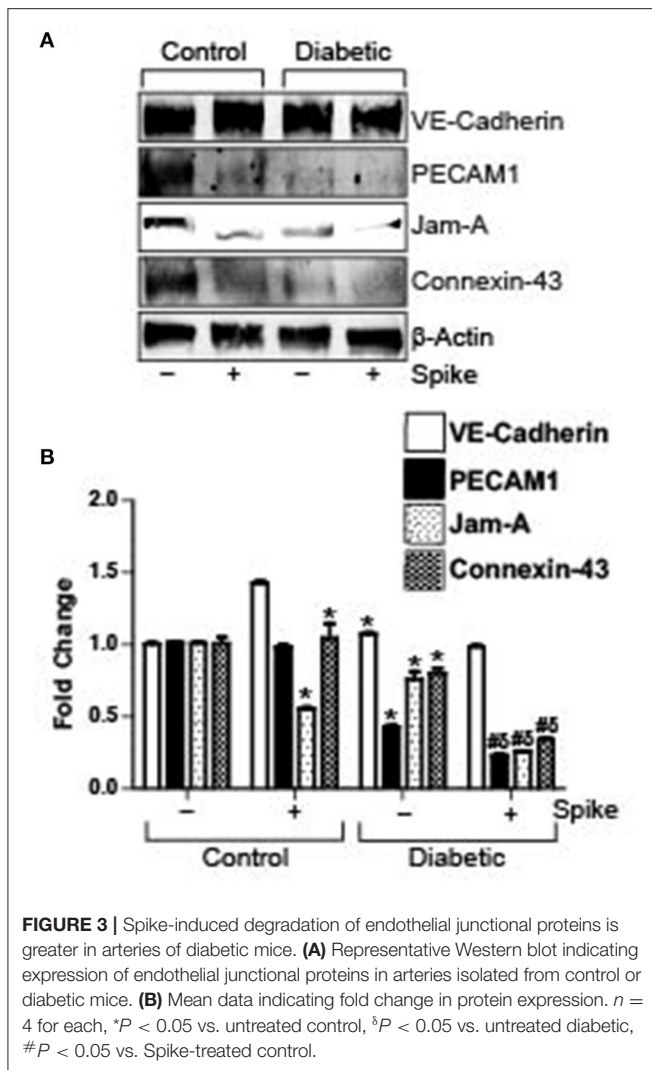 A
Control Diabetic
VE-Cadherin
PECAM1
Jam-A
Connexin-43
β-Actin
− + − + Spike
B
VE-Cadherin
PECAM1
Jam-A
Connexin-43
Fold Change
2.0
1.5
1.0
0.5
0.0
* * * * * *
#δ #δ #δ
− + − + Spike
Control Diabetic
FIGURE 3 | Spike-induced degradation of endothelial junctional proteins is
greater in arteries of diabetic mice. (A) Representative Western blot indicating
expression of endothelial junctional proteins in arteries isolated from control or
diabetic mice. (B) Mean data indicating fold change in protein expression. n =
4 for each, *P < 0.05 vs. untreated control, δP < 0.05 vs. untreated diabetic,
#P < 0.05 vs. Spike-treated control.